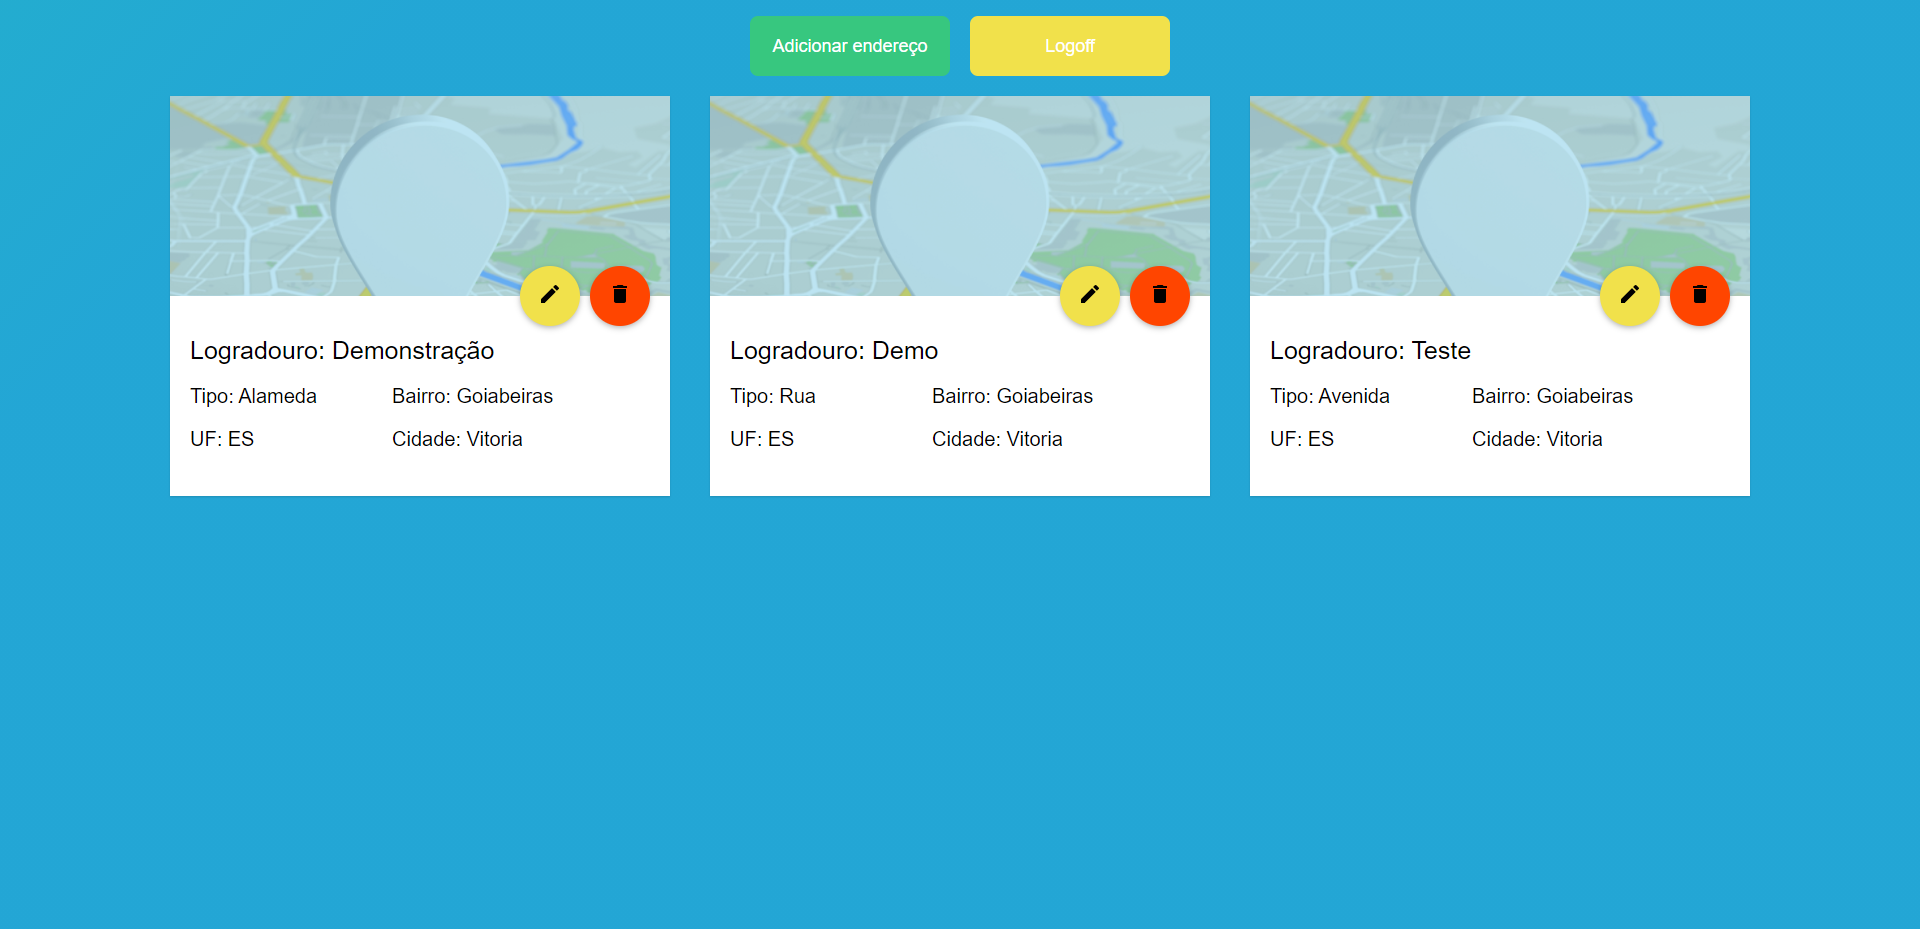 Adicionar endereço
Logoff
Logradouro: Demonstração
Tipo: Alameda
Bairro: Goiabeiras
UF: ES
Cidade: Vitoria
Logradouro: Demo
Tipo: Rua
Bairro: Goiabeiras
UF: ES
Cidade: Vitoria
Logradouro: Teste
Tipo: Avenida
Bairro: Goiabeiras
UF: ES
Cidade: Vitoria